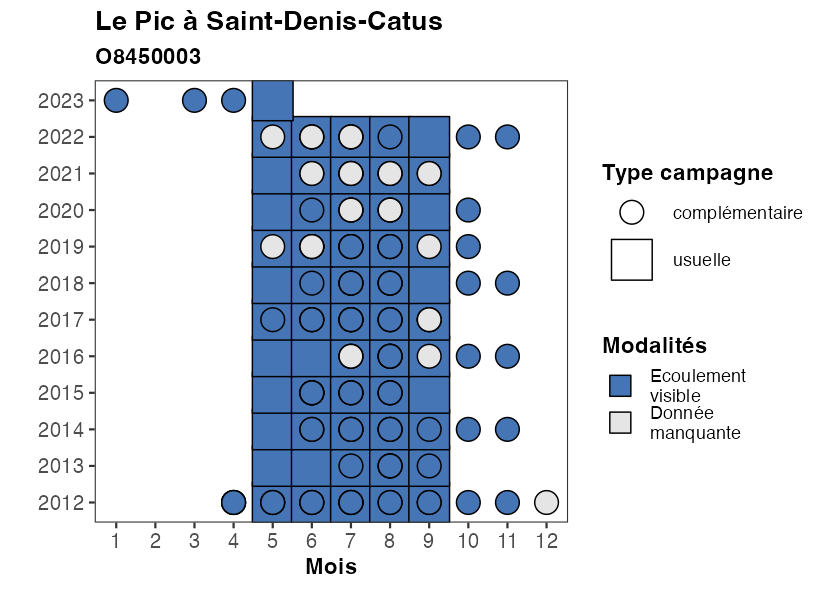 Le Pic à Saint-Denis-Catus
O8450003
2023
2022
2021
2020
2019
2018
2017
2016
2015
2014
2013
2012
1 2 3 4 5 6 7 8 9 10 11 12
Mois
Type campagne
complémentaire
usuelle
Modalités
Ecoulement
visible
Donnée
manquante